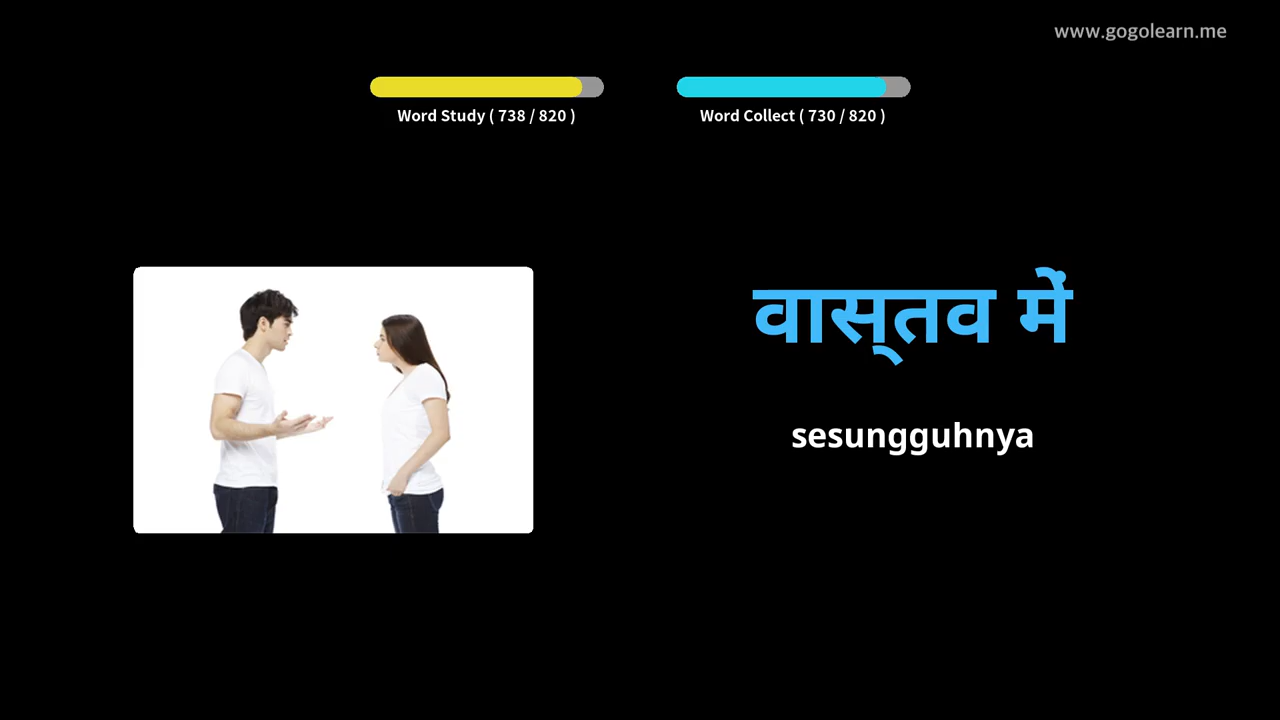 www.gogolearn.me
Word Study ( 738 / 820 )
Word Collect ( 730 / 820 )
वास्तव में
sesungguhnya